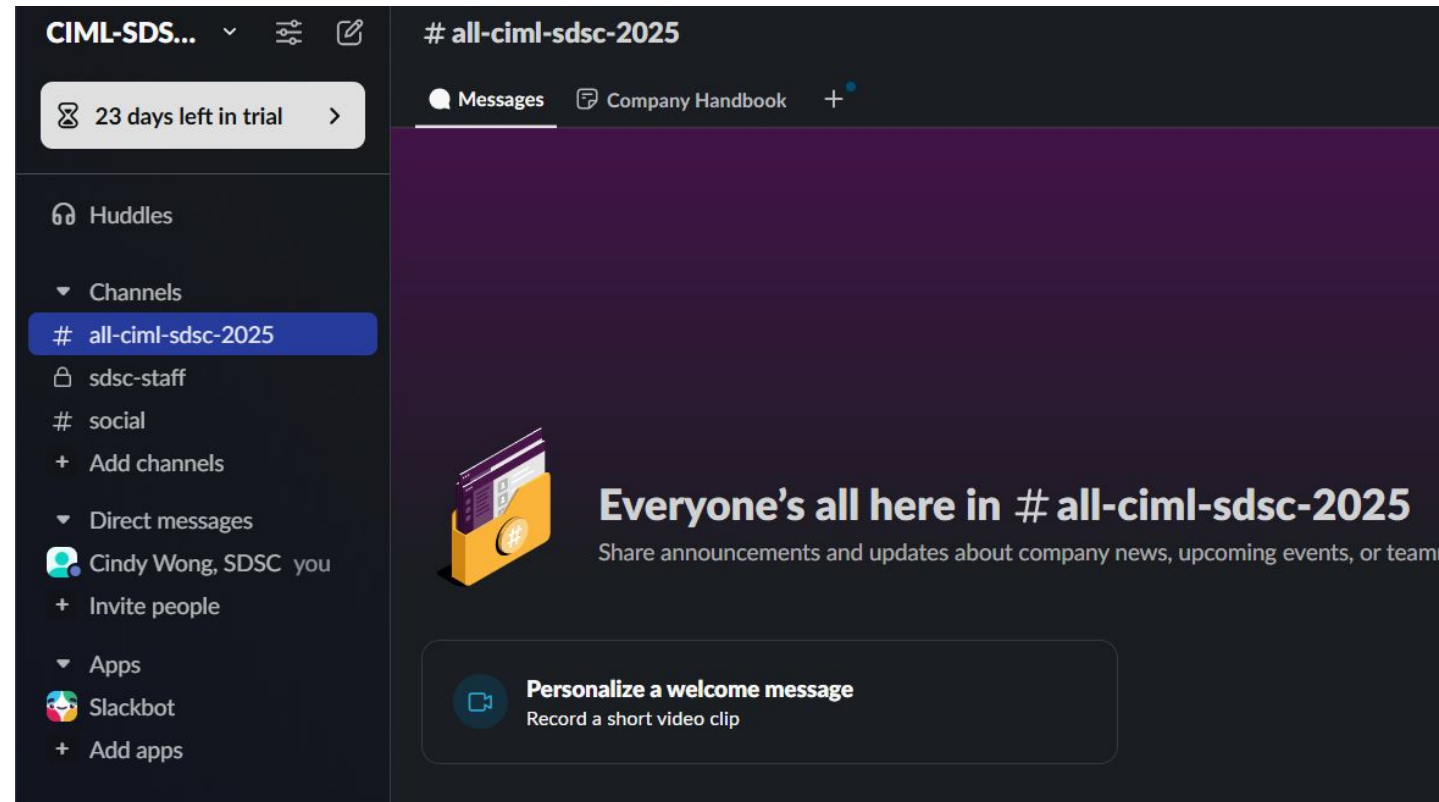 CIML-SDS...
23 days left in trial
Huddles
Channels
# all-ciml-sdsc-2025
sdsc-staff
# social
+ Add channels
Direct messages
Cindy Wong, SDSC you
+ Invite people
Apps
Slackbot
+ Add apps
# all-ciml-sdsc-2025
Messages Company Handbook +
Everyone's all here in # all-ciml-sdsc-2025
Share announcements and updates about company news, upcoming events, or
Personalize a welcome message
Record a short video clip